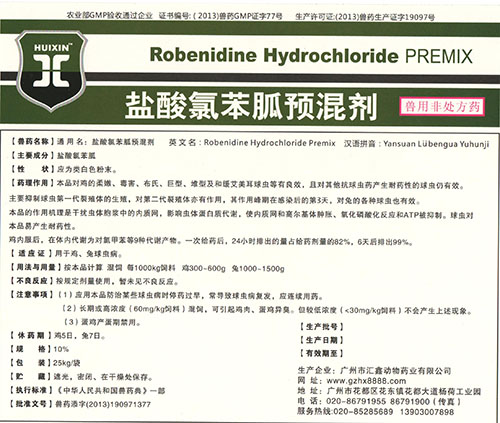 农业部GMP验收通过企业 证书编号:（2013)兽药GMP证字77号 生产许可证:(2013)兽药生产证字19097号
HUIXIN™
Robenidine Hydrochloride PREMIX
盐酸氯苯胍预混剂
兽用非处方药
【兽药名称】通用名：盐酸氯苯胍预混剂 英文名：Robenidine Hydrochloride Premix 汉语拼音：Yansuan Lübengua Yuhunji
【主要成分】盐酸氯苯胍
【性 状】应为类白色粉末。
【药理作用】本品对鸡的柔嫩、毒害、布氏、巨型、堆型及和缓艾美耳球虫等有良效，且对其他抗球虫药产生耐药性的球虫仍有效。
主要抑制球虫第一代裂殖体的生殖，对第二代裂殖体亦有作用，其作用峰期在感染后的第3天，对兔的各种球虫也有效。
本品的作用机理是干扰虫体胞浆中的内质网，影响虫体蛋白质代谢，使内质网和高尔基体肿胀、氧化磷酸化反应和ATP被抑制。球虫对
本品易产生耐药性。
鸡内服后，在体内代谢为对氯甲苯等9种代谢产物。一次给药后，24小时排出的量占给药剂量的82%，6天后排出99%。
【适应证】用于鸡、兔球虫病。
【用法与用量】按本品计算 混饲 每1000kg饲料 鸡300-600g 兔1000-1500g
【不良反应】按规定剂量使用，暂未见不良反应。
【注意事项】（1）应用本品防治某些球虫病时停药过早，常导致球虫病复发，应连续用药。
（2）长期或高浓度（60mg/kg饲料）混饲，可引起鸡肉、蛋鸡异臭。但较低浓度（<30mg/kg饲料）不会产生上述现象。
（3）蛋鸡产蛋期禁用。
【休药期】鸡5日，兔7日。
【规 格】10%
【包 装】25kg/袋
【贮 藏】遮光，密闭、在干燥处保存。
【执行标准】《中华人民共和国兽药典》一部
【批准文号】兽药添字(2013)190971377
【生产批号】
【生产日期】
【有效期至】
生产企业：广州市汇鑫动物药业有限公司
网 址：www.gzhx8888.com
地 址：广州市花都区花东镇花都大道杨荷工业园
电 话：020-86791955 86791900（传真）
服务热线:020-85285689 13903007898